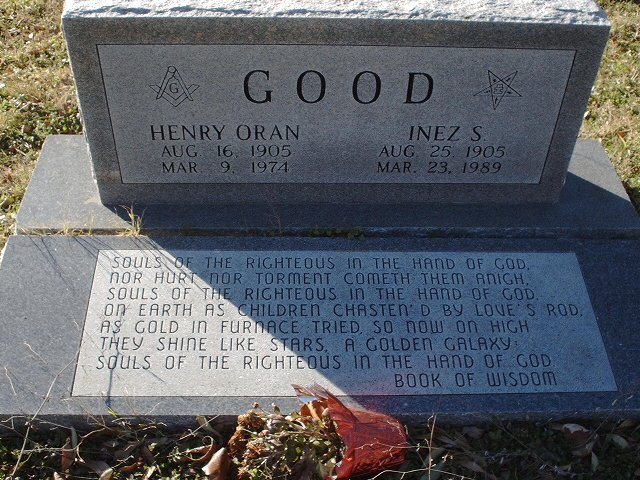 G GOOD
HENRY ORAN INEZ S
AUG. 16, 1905 AUG. 25, 1905
MAR. 9, 1974 MAR. 23, 1989
SOULS OF THE RIGHTEOUS IN THE HAND OF GOD,
NOR HURT NOR TORMENT COMETH THEM ANIGH,
SOULS OF THE RIGHTEOUS IN THE HAND OF GOD.
ON EARTH AS CHILDREN CHASTEN'D BY LOVE'S ROD,
AS GOLD IN FURNACE TRIED, SO NOW ON HIGH
THEY SHINE LIKE STARS, A GOLDEN GALAXY:
SOULS OF THE RIGHTEOUS IN THE HAND OF GOD.
BOOK OF WISDOM